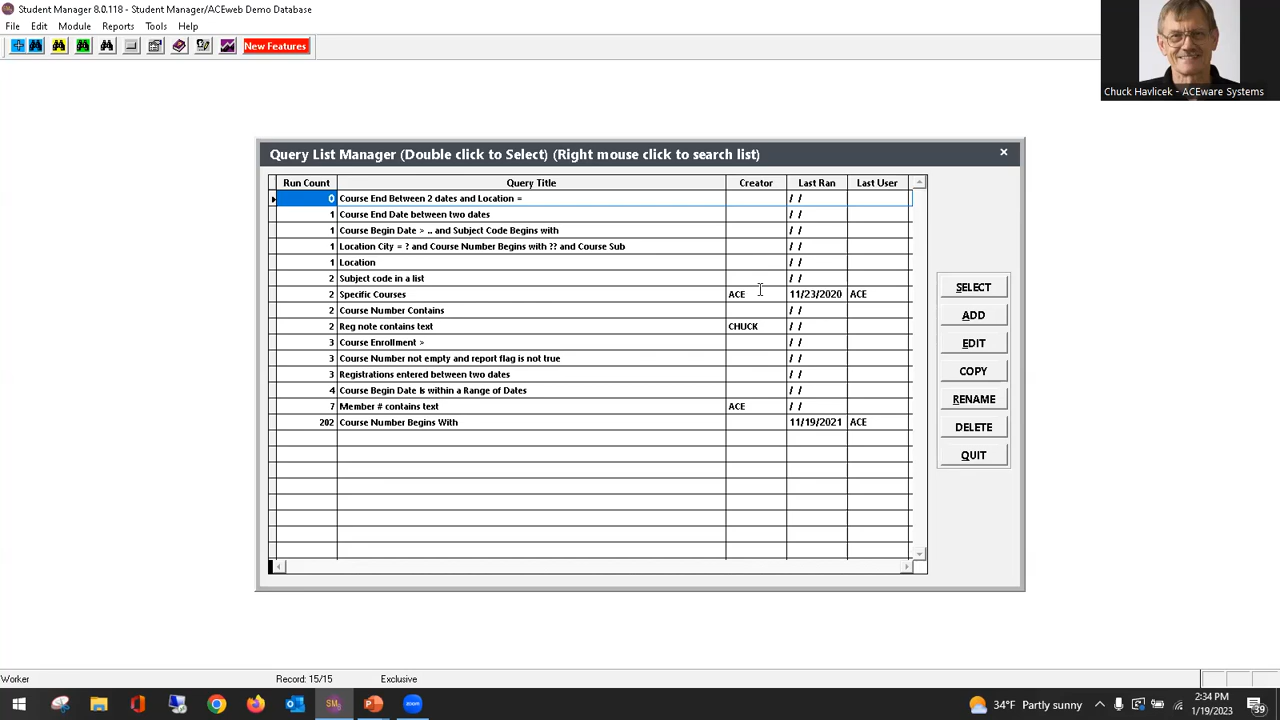 Student Manager 8.0.118 - Student Manager/ACEweb Demo Database
File Edit Module Reports Tools Help
New Features
Chuck Havlicek - ACEware Systems
Query List Manager (Double click to Select) (Right mouse click to search list)
Run Count Query Title Creator Last Ran Last User
0 Course End Between 2 dates and Location = / /
1 Course End Date between two dates / /
1 Course Begin Date > .. and Subject Code Begins with / /
1 Location City = ? and Course Number Begins with ?? and Course Sub / /
1 Location / /
2 Subject code in a list / /
2 Specific Courses ACE 11/23/2020 ACE
2 Course Number Contains / /
2 Reg note contains text CHUCK / /
3 Course Enrollment > / /
3 Course Number not empty and report flag is not true / /
3 Registrations entered between two dates / /
4 Course Begin Date Is within a Range of Dates / /
7 Member # contains text ACE / /
202 Course Number Begins With 11/19/2021 ACE
SELECT
ADD
EDIT
COPY
RENAME
DELETE
QUIT
Worker Record: 15/15 Exclusive
34°F Partly sunny
2:34 PM
1/19/2023
39
SM
zoom